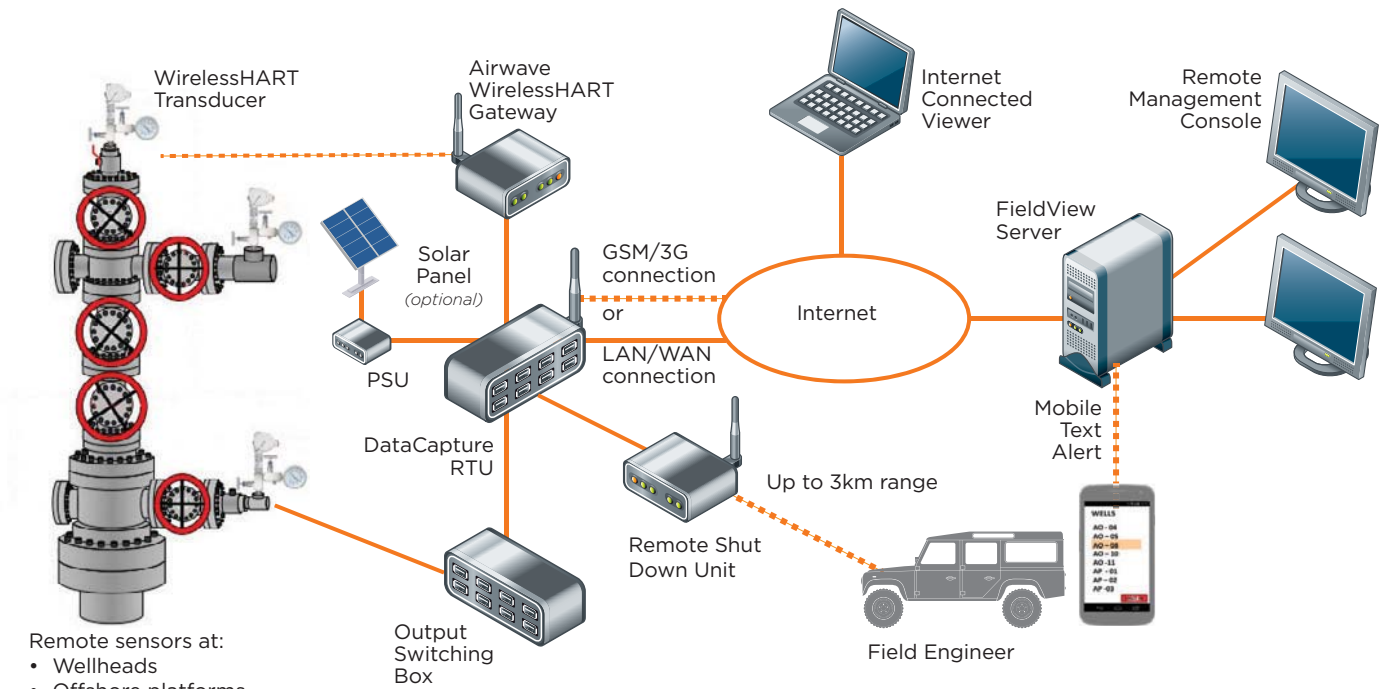 WirelessHART
Transducer
Airwave
WirelessHART
Gateway
Internet
Connected
Viewer
Remote
Management
Console
FieldView
Server
Solar
Panel
(optional)
GSM/3G
connection
or
LAN/WAN
connection
Internet
PSU
DataCapture
RTU
Mobile
Text
Alert
Up to 3km range
Remote Shut
Down Unit
WELLS
AO - 04
AO - 05
AO - 08
AO - 10
AO -11
AP - 01
AP - 02
AP -03
Output
Switching
Box
Field Engineer
Remote sensors at:
• Wellheads
• Offshore platforms